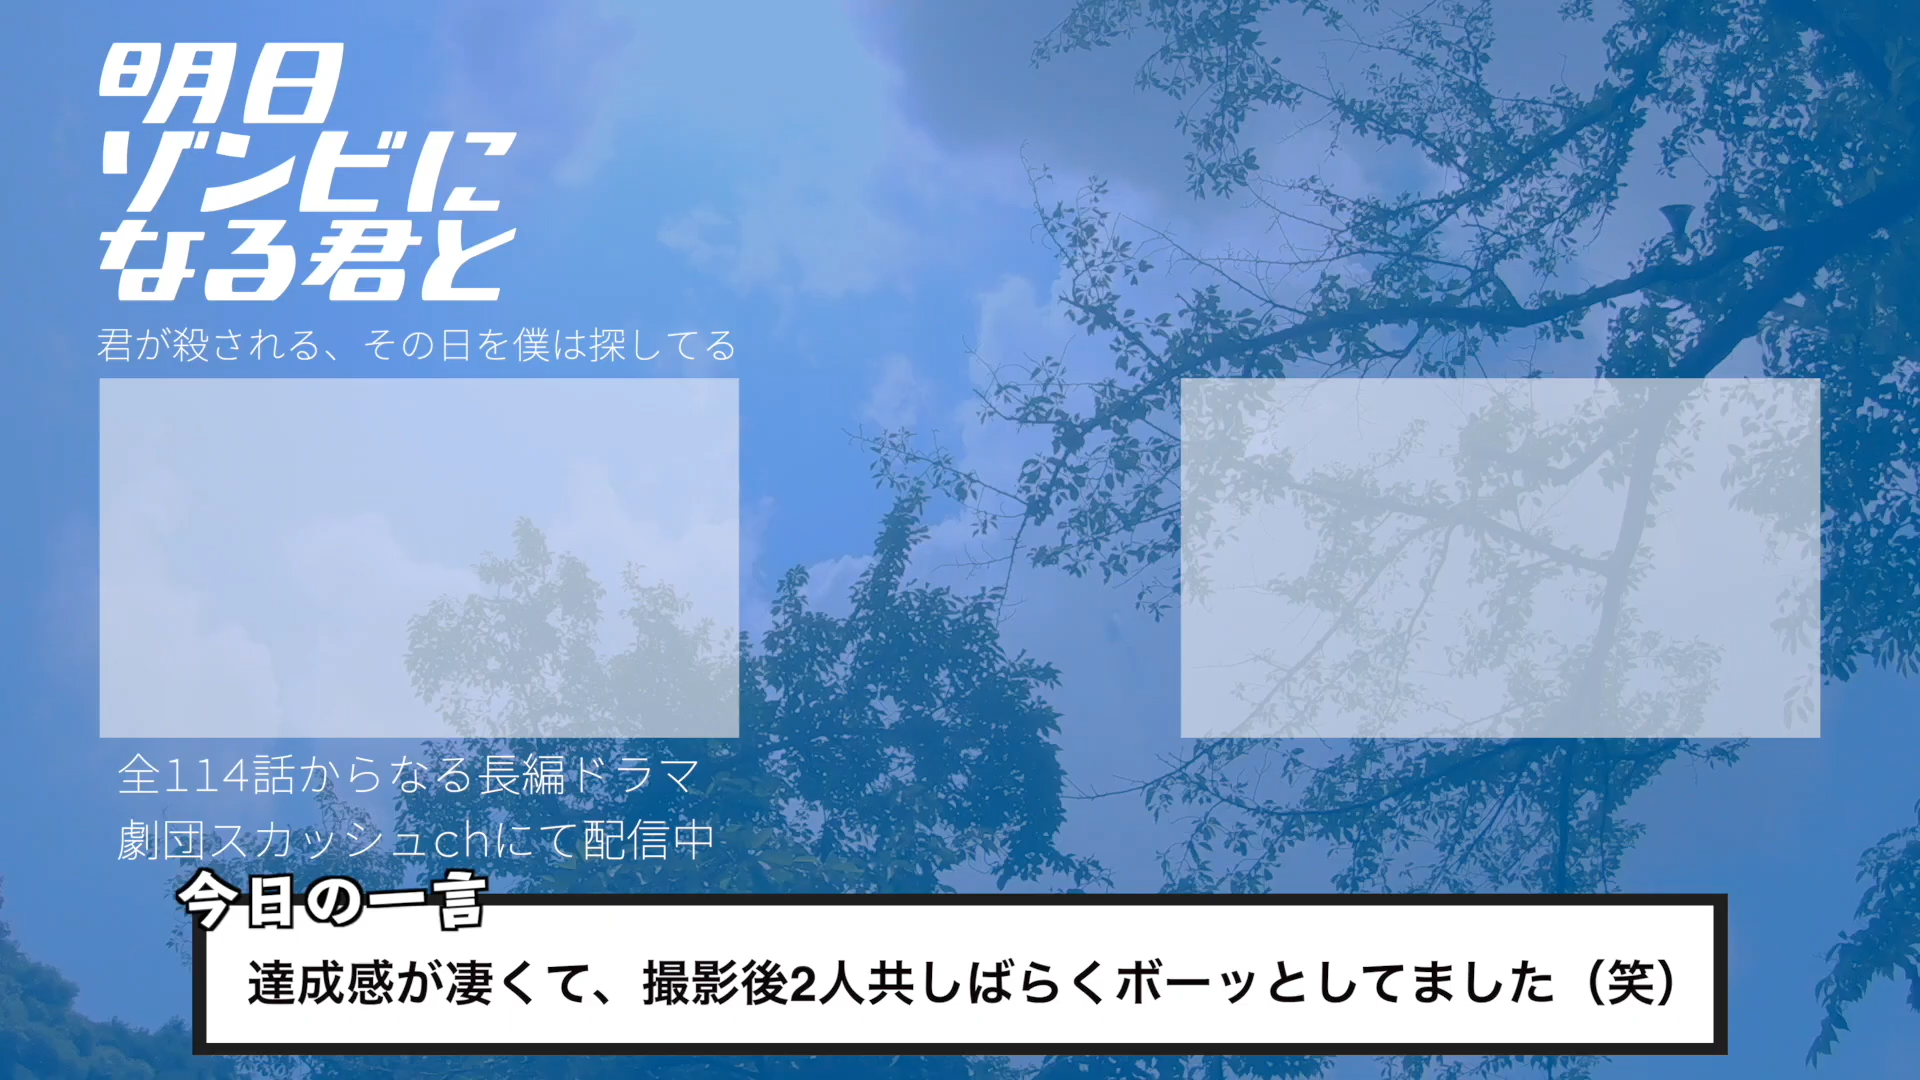 明日
ゾンビに
なる君と
君が殺される、その日を僕は探してる
全114話からなる長編ドラマ
劇団スカッシュchにて配信中
今日の一言
達成感が凄くて、撮影後2人共しばらくボーッとしてました（笑）